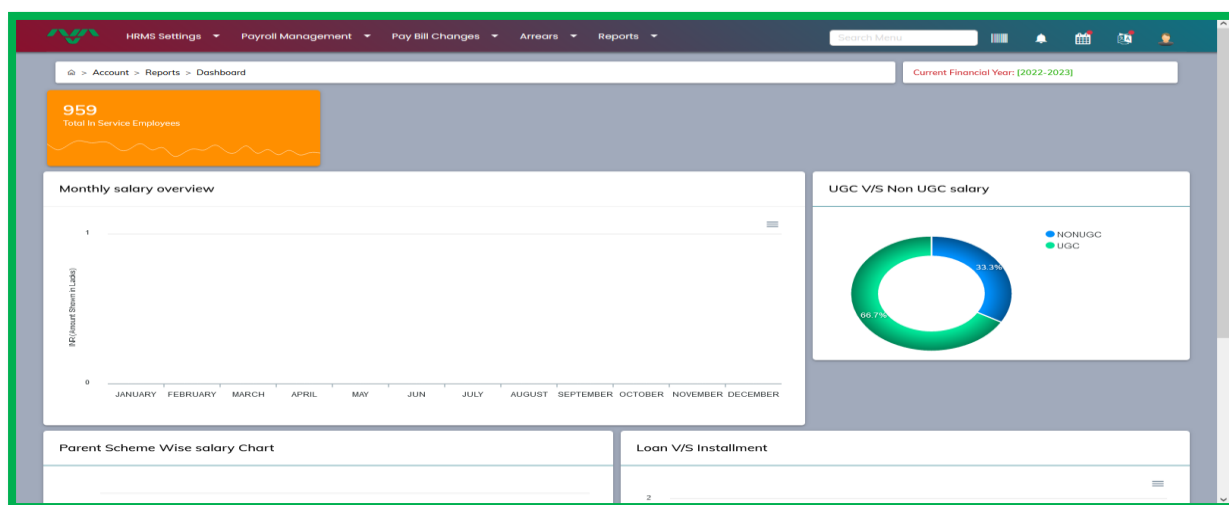 HRMS Settings Payroll Management Pay Bill Changes Arrears Reports Search Menu
> Account > Reports > Dashboard
Current Financial Year: [2022-2023]
959
Total In Service Employees
Monthly salary overview
1
INR(Amount Shown in Lacks)
0
JANUARY FEBRUARY MARCH APRIL MAY JUN JULY AUGUST SEPTEMBER OCTOBER NOVEMBER DECEMBER
UGC V/S Non UGC salary
NONUGC
UGC
33.3%
66.7%
Parent Scheme Wise salary Chart
Loan V/S Installment
2